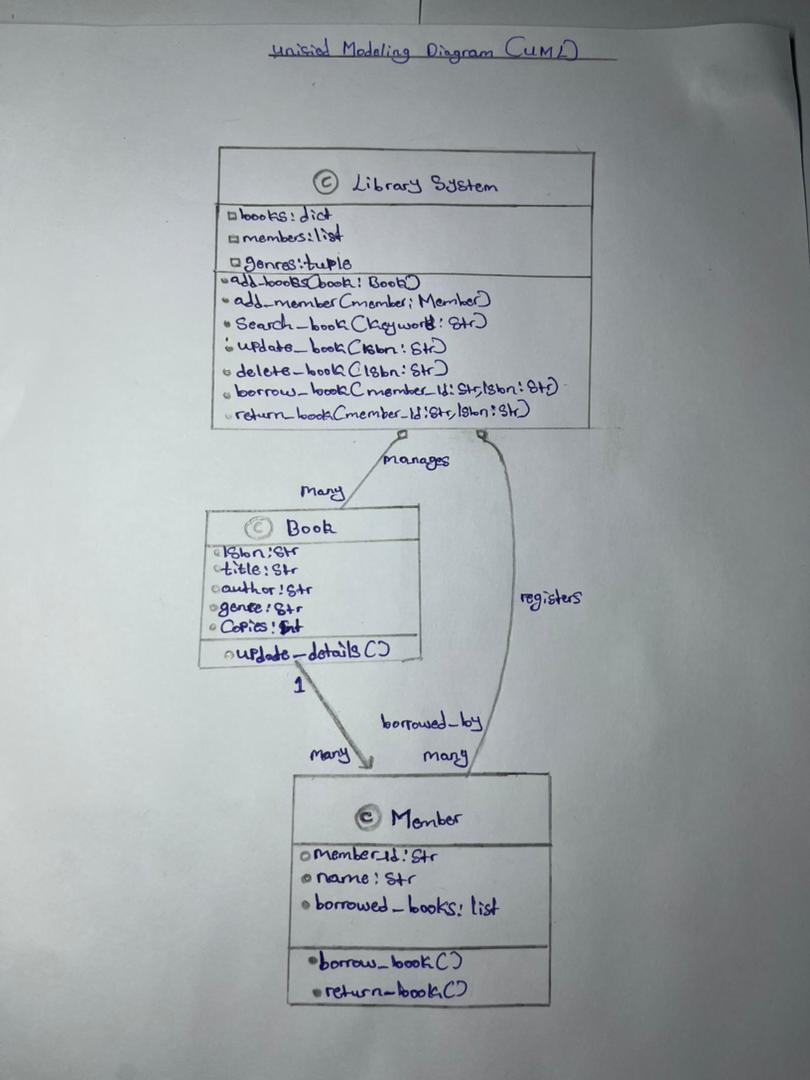 Unisied Modeling Diagram (UML)
C Library System
books: dict
members: list
genres: tuple
add_books(book: Book)
add_member(member: Member)
Search_book(Keyword: Str)
update_book(Isbn: Str)
delete_book(Isbn: Str)
borrow_book(member_Id: Str, Isbn: Str)
return_book(member_Id: Str, Isbn: Str)
manages
many
C Book
Isbn: Str
title: Str
author: Str
genre: Str
Copies: Int
update_details()
1
registers
borrowed_by
many
many
C Member
member_id: Str
name: Str
borrowed_books: list
borrow_book()
return_book()